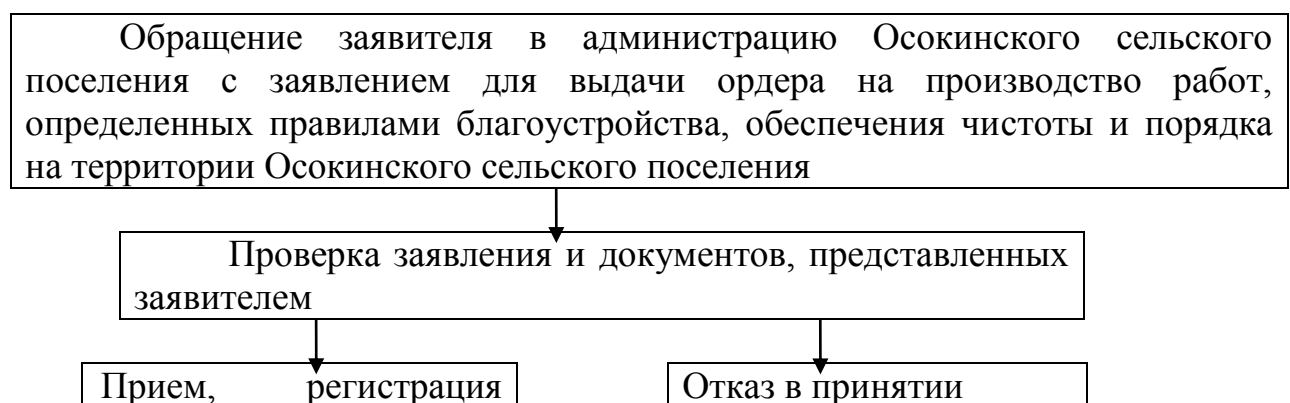 Обращение заявителя в администрацию Осокинского сельского
поселения с заявлением для выдачи ордера на производство работ,
определенных правилами благоустройства, обеспечения чистоты и порядка
на территории Осокинского сельского поселения
Проверка заявления и документов, представленных
заявителем
Прием, регистрация
Отказ в принятии